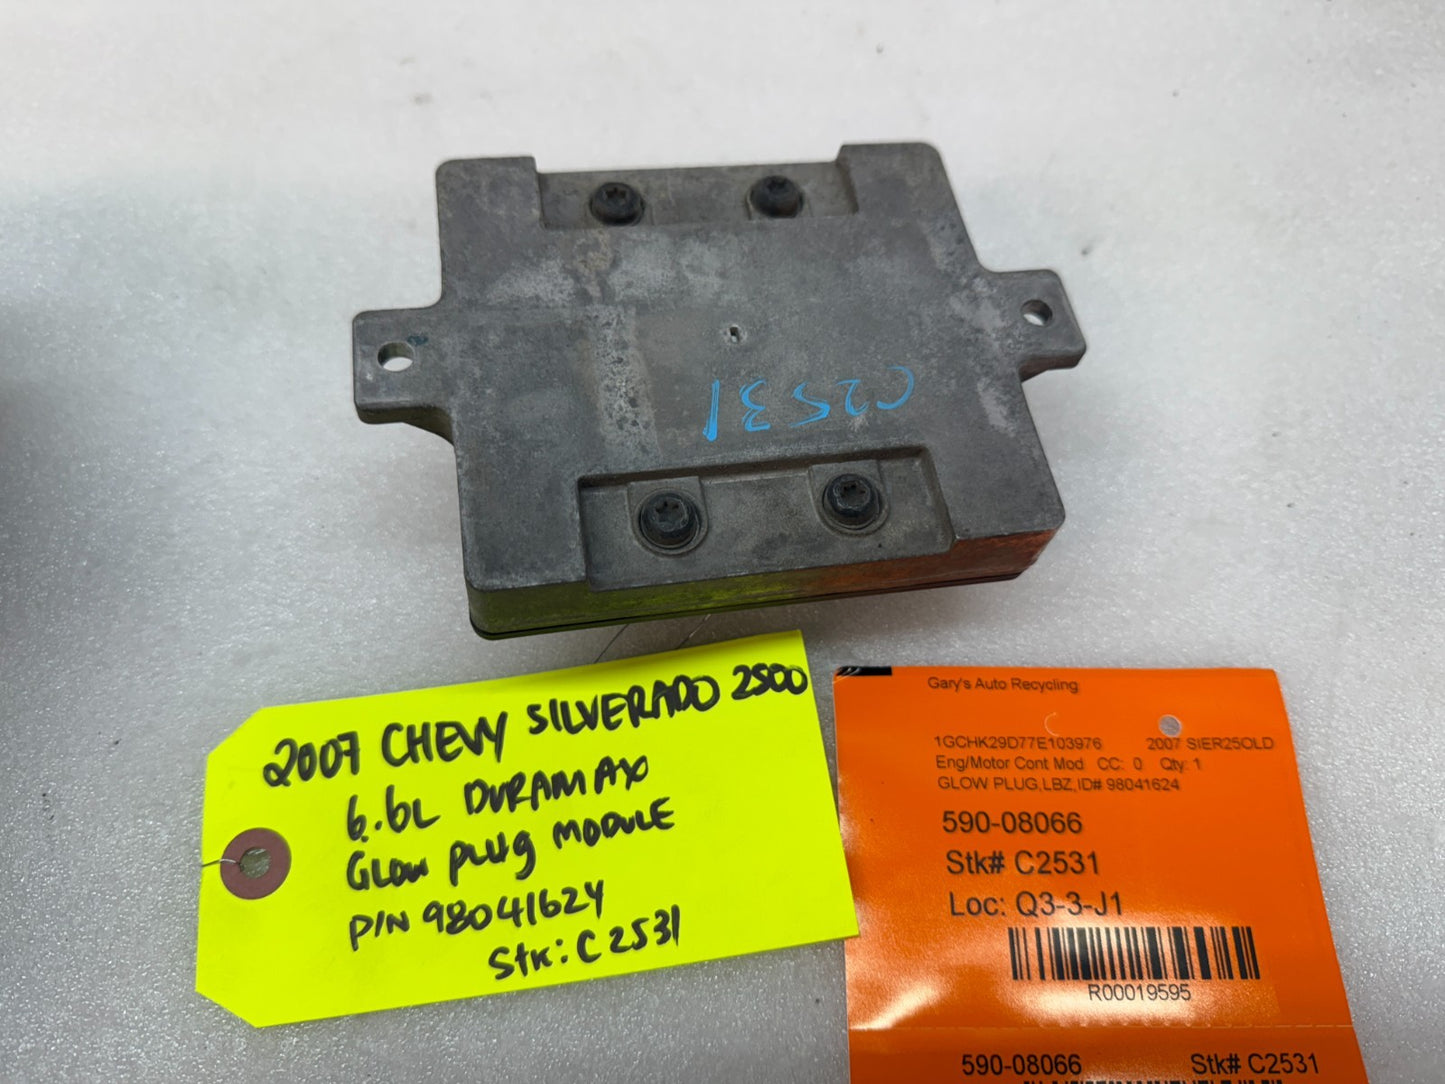 C2531
2007 CHEVY SILVERADO 2500
6.6L DURAMAX
Glow plug MODULE
P/N 98041624
Stk: C2531
Gary's Auto Recycling
1GCHK29D77E103976 2007 SIER25OLD
Eng/Motor Cont Mod CC: 0 Qty: 1
GLOW PLUG,LBZ,ID# 98041624
590-08066
Stk# C2531
Loc: Q3-3-J1
R00019595
590-08066 Stk# C2531